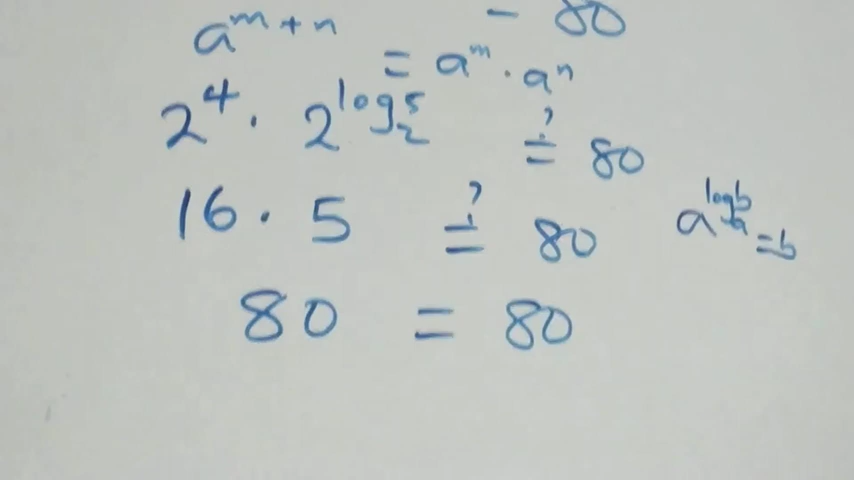 a^{m+n} = 80
= a^m · a^n
2^4 · 2^{log_2 5} ≟ 80
16 · 5 ≟ 80
a^{log_a b} = b
80 = 80